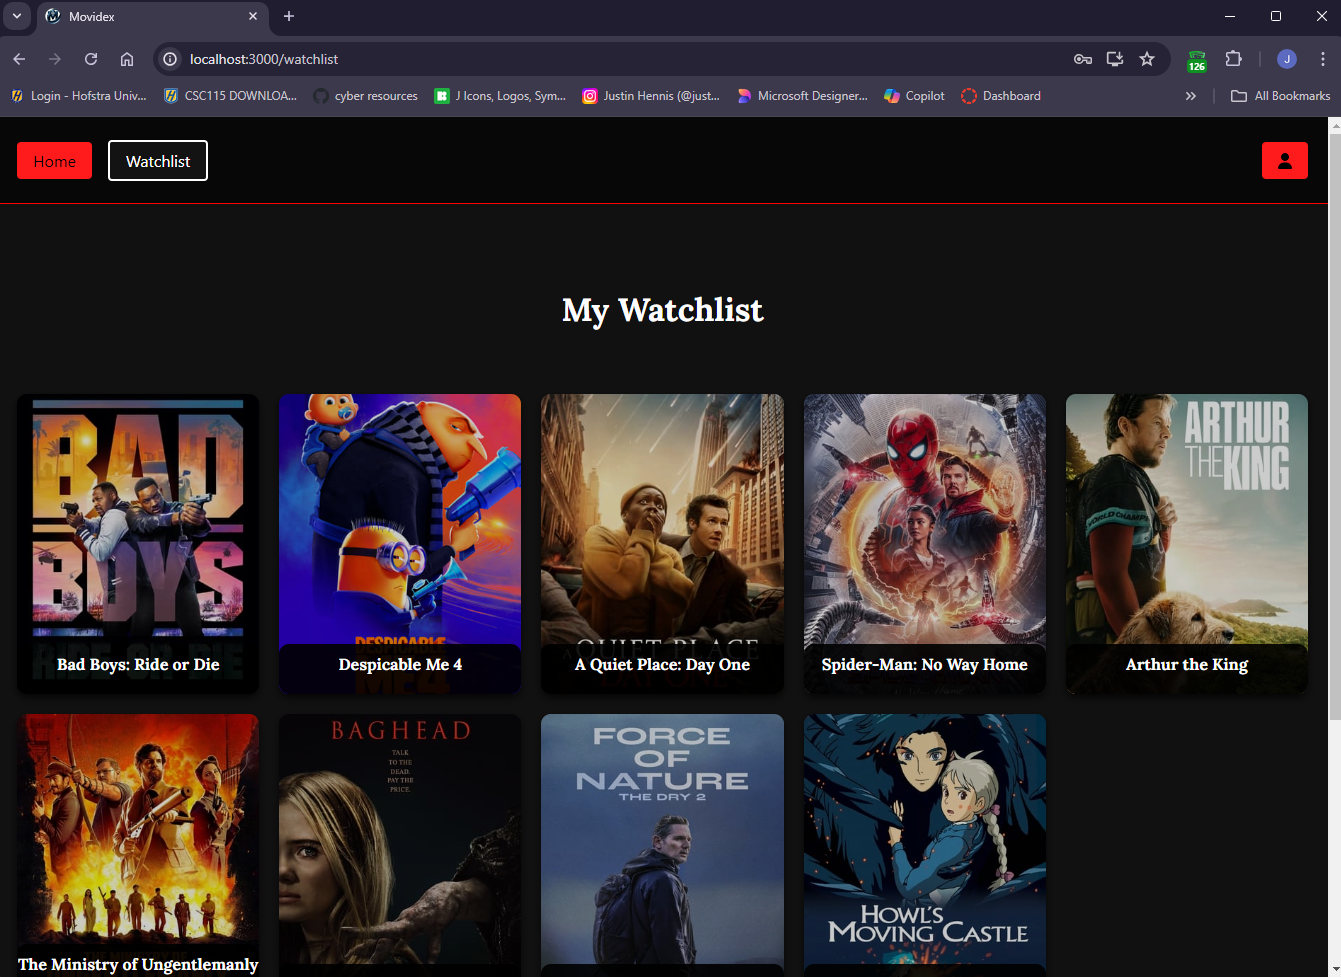 Movidex
localhost:3000/watchlist
126
J
Login - Hofstra Univ...
CSC115 DOWNLOA...
cyber resources
J Icons, Logos, Sym...
Justin Hennis (@just...
Microsoft Designer...
Copilot
Dashboard
All Bookmarks
Home
Watchlist
My Watchlist
BAD
BOYS
RIDE OR DIE
Bad Boys: Ride or Die
DESPICABLE
ME 4
Despicable Me 4
A QUIET PLACE
A Quiet Place: Day One
Spider-Man: No Way Home
ARTHUR
THE KING
WORLD CHAMPI
Arthur the King
The Ministry of Ungentlemanly
BAGHEAD
TALK
TO THE
DEAD.
PAY THE
PRICE.
FORCE
OF
NATURE
THE DRY 2
HOWL'S
MOVING CASTLE